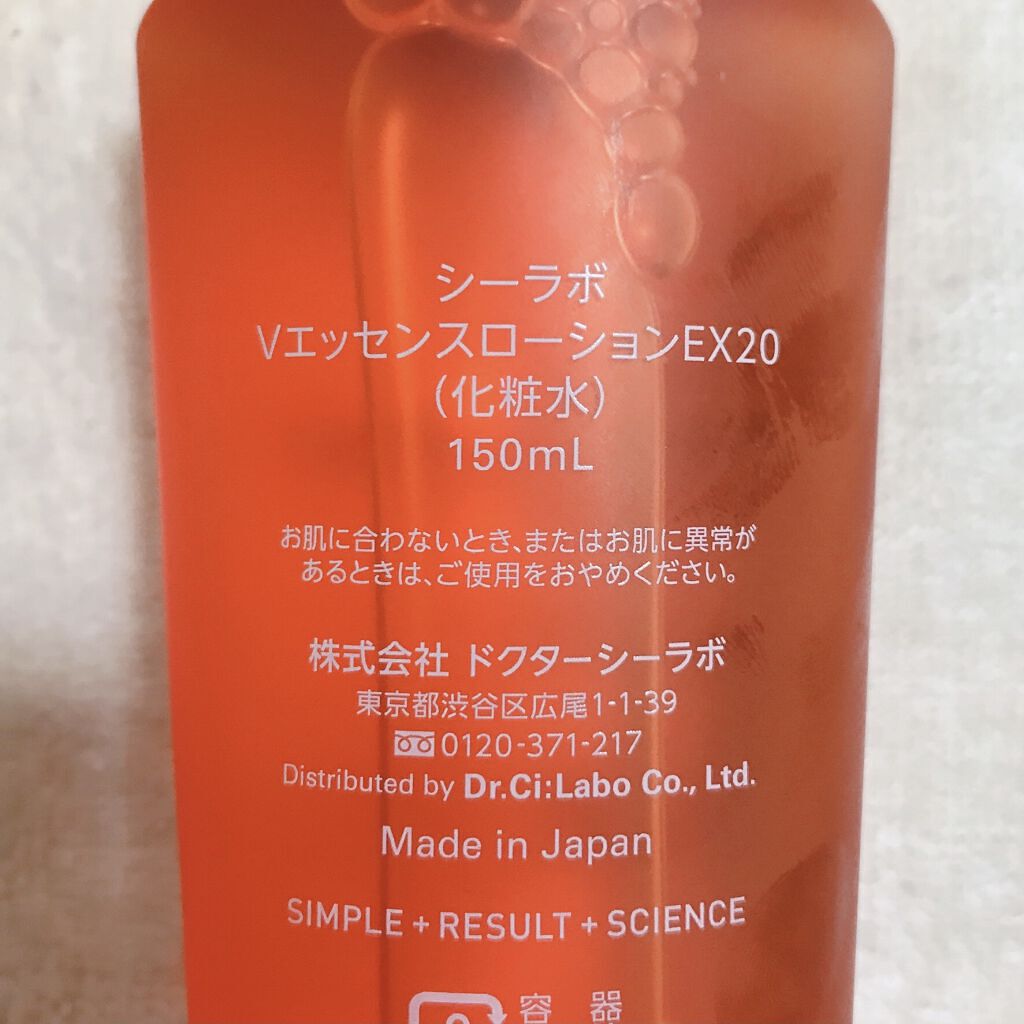 シーラボ
VエッセンスローションEX20
(化粧水)
150mL
お肌に合わないとき、またはお肌に異常が
あるときは、ご使用をおやめください。
株式会社 ドクターシーラボ
東京都渋谷区広尾1-1-39
0120-371-217
Distributed by Dr.Ci:Labo Co., Ltd.
Made in Japan
SIMPLE + RESULT + SCIENCE
容器